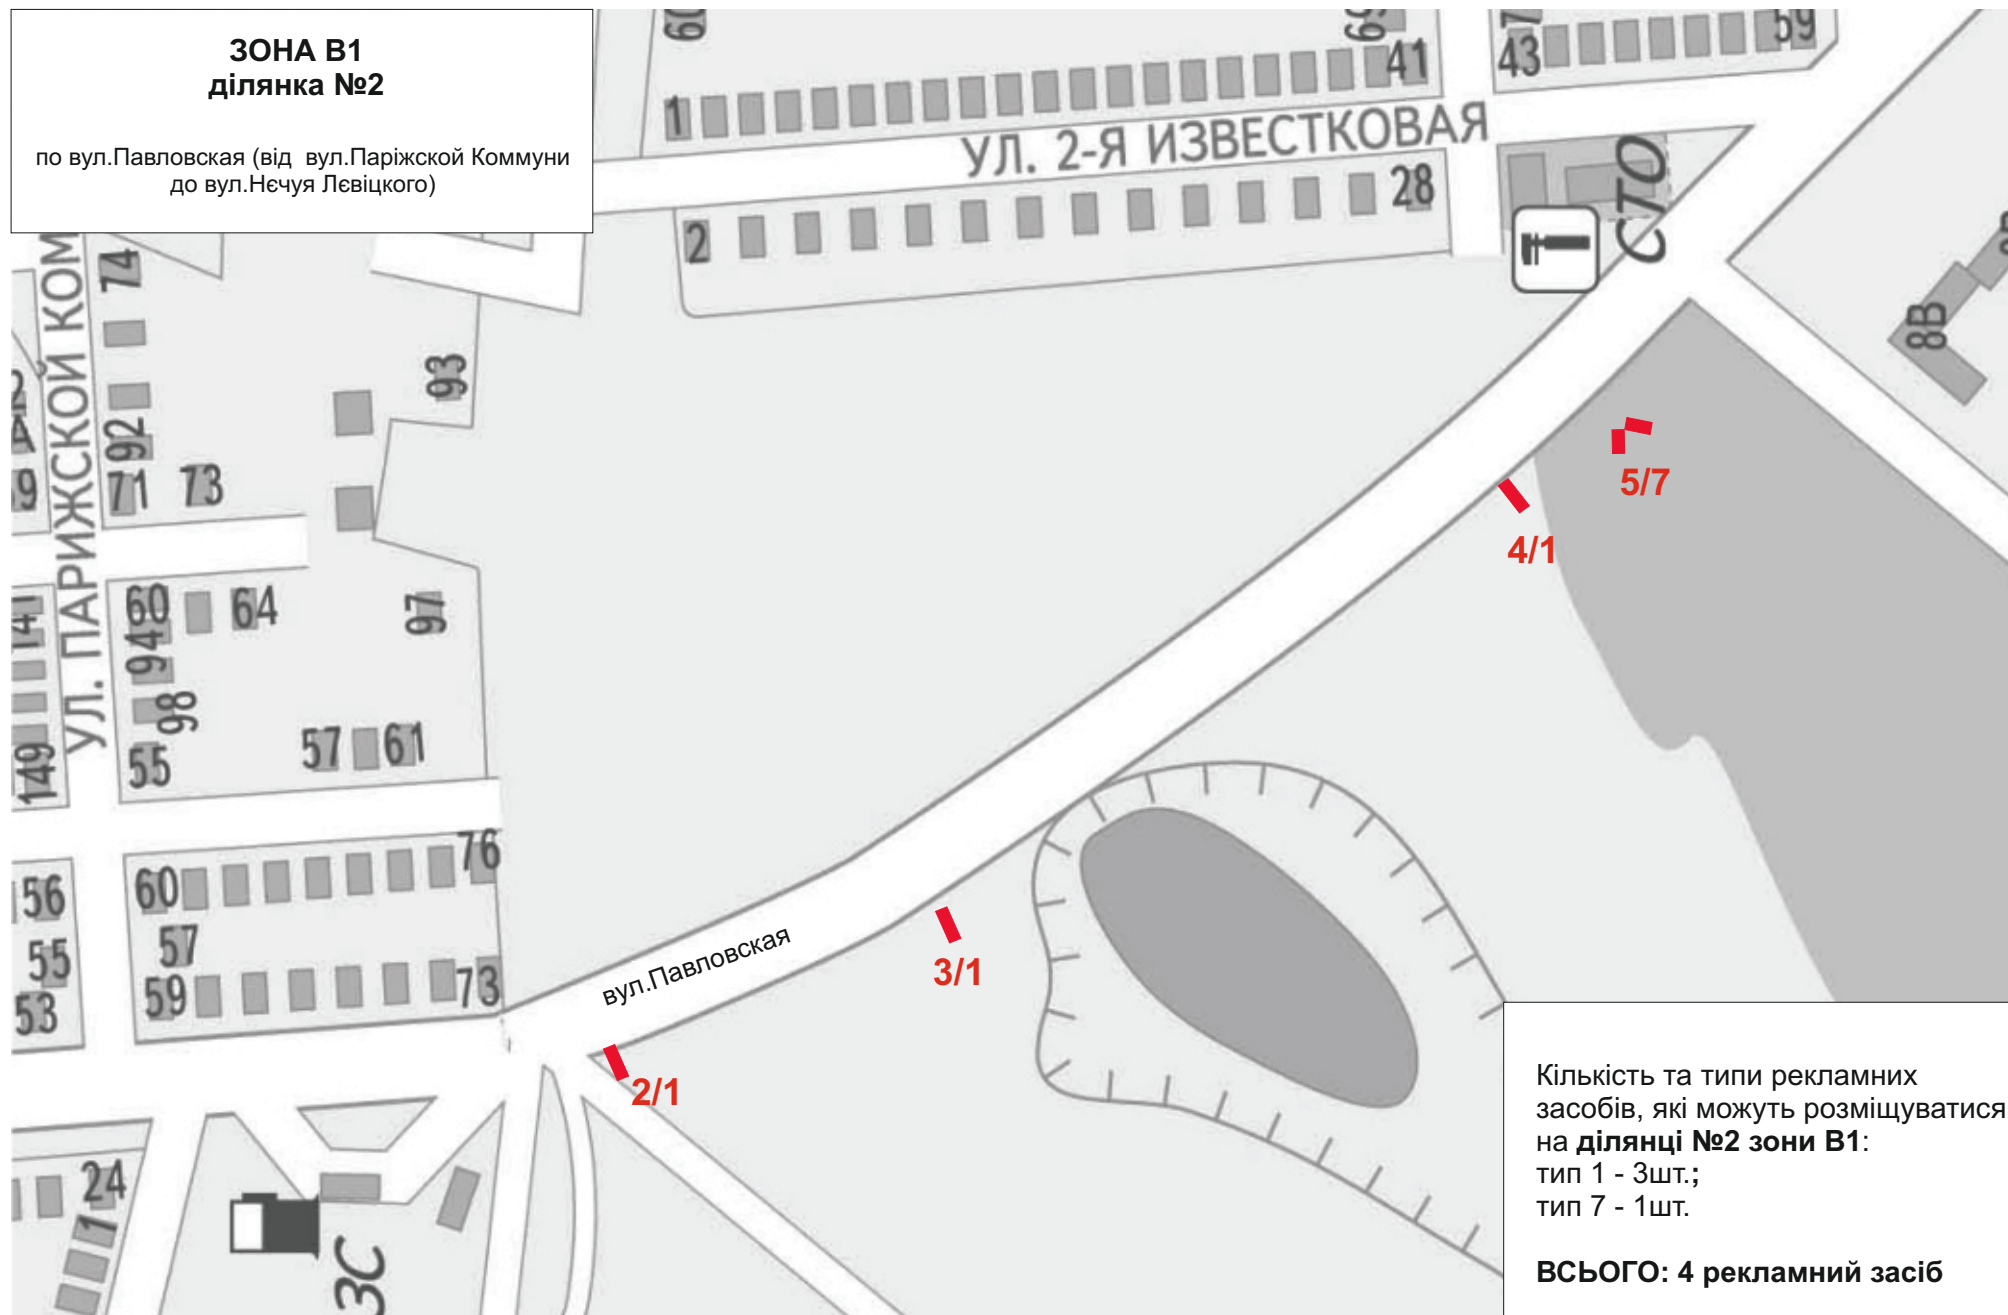 ЗОНА В1
ділянка №2
по вул.Павловская (від вул.Паріжской Коммуни
до вул.Нєчуя Лєвіцкого)
60
1
41
43
59
УЛ. 2-Я ИЗВЕСТКОВАЯ
2
28
СТО
8В
УЛ. ПАРИЖСКОЙ КОМ
74
93
92
71
73
5/7
4/1
60
64
97
94
98
57
61
55
149
76
60
56
57
55
59
73
53
вул.Павловская
3/1
2/1
24
1
ЗС
Кількість та типи рекламних
засобів, які можуть розміщуватися
на ділянці №2 зони В1:
тип 1 - 3шт.;
тип 7 - 1шт.
ВСЬОГО: 4 рекламний засіб